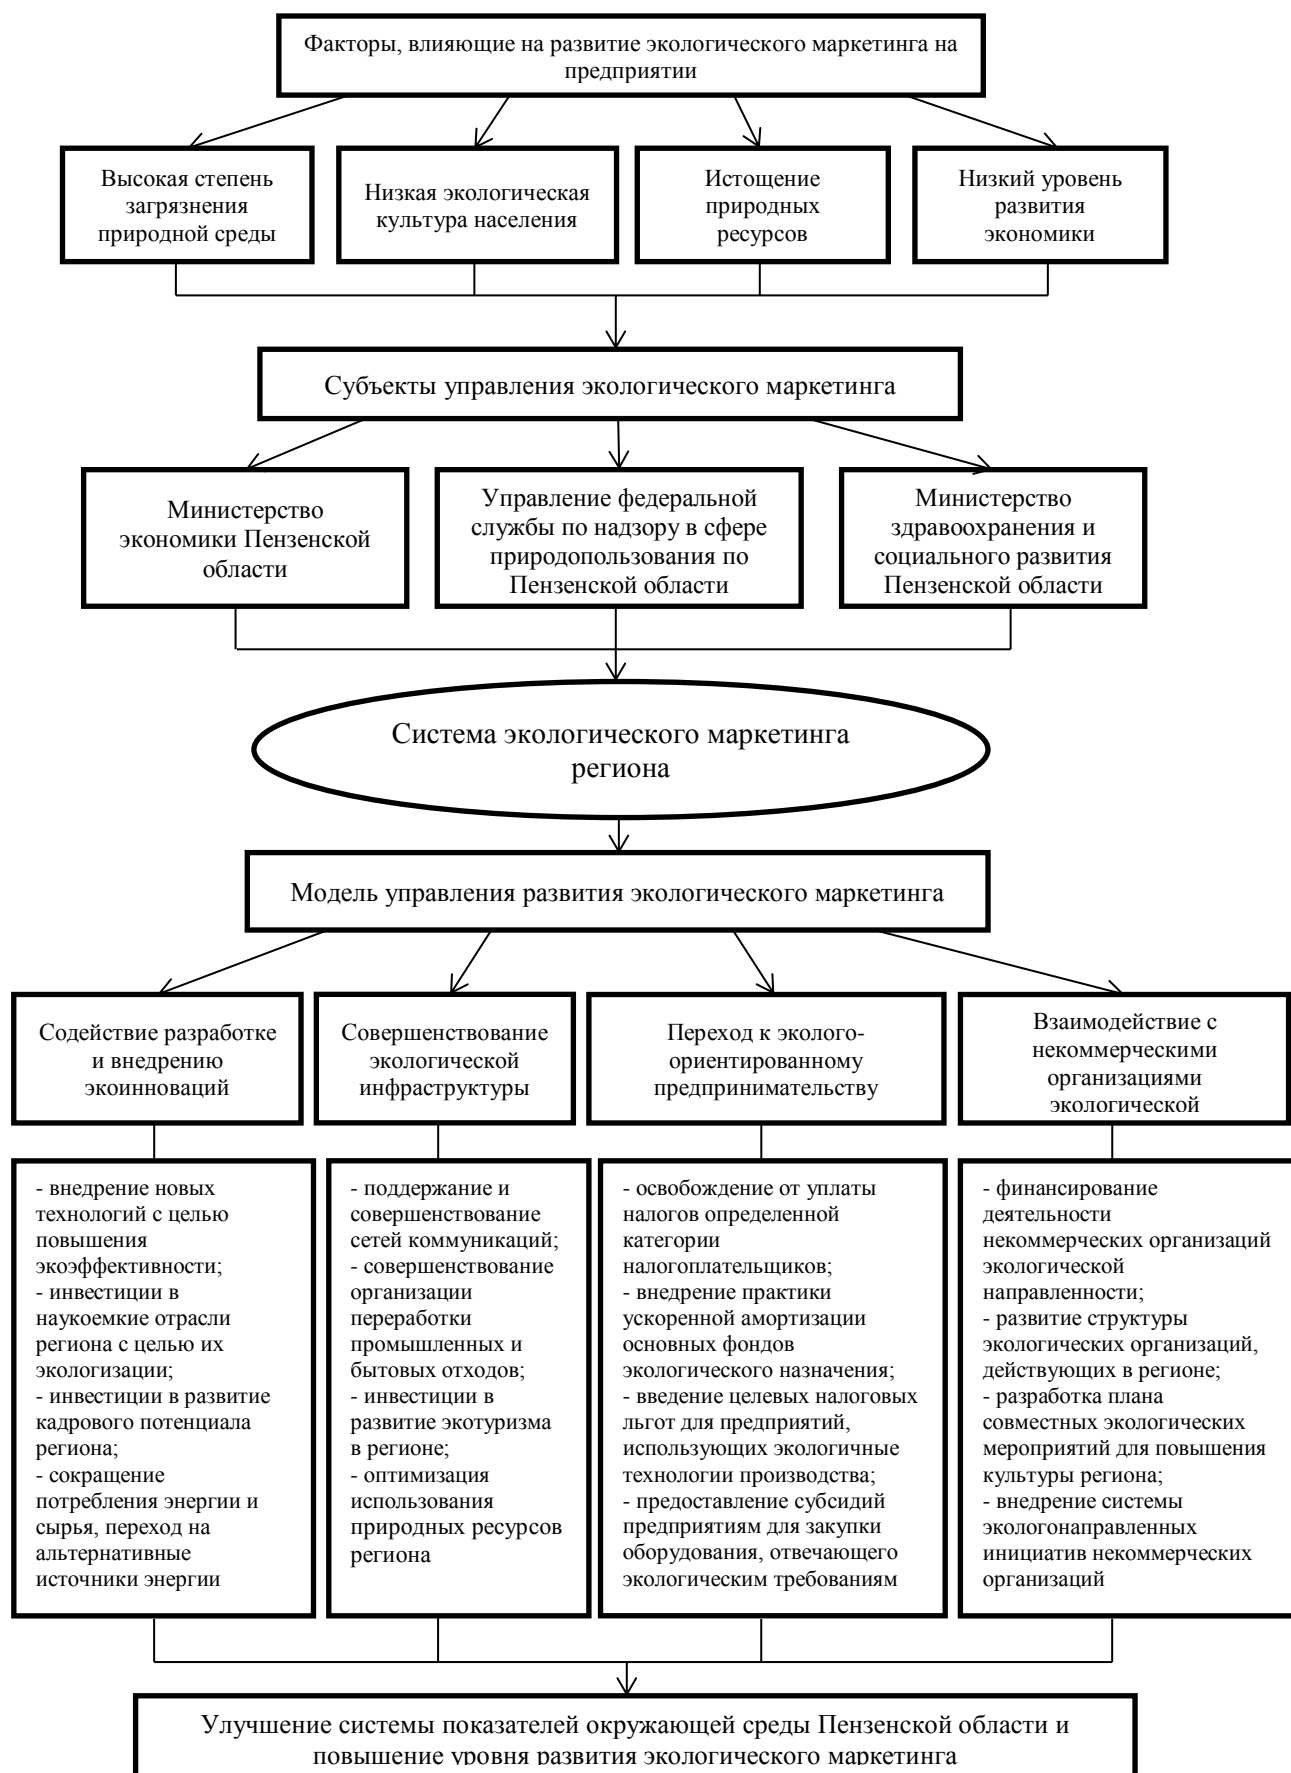 Факторы, влияющие на развитие экологического маркетинга на
предприятии
Высокая степень
загрязнения
природной среды
Низкая экологическая
культура населения
Истощение
природных
ресурсов
Низкий уровень
развития
экономики
Субъекты управления экологического маркетинга
Министерство
экономики Пензенской
области
Управление федеральной
службы по надзору в сфере
природопользования по
Пензенской области
Министерство
здравоохранения и
социального развития
Пензенской области
Система экологического маркетинга
региона
Модель управления развития экологического маркетинга
Содействие разработке
и внедрению
экоинноваций
Совершенствование
экологической
инфраструктуры
Переход к эколого-
ориентированному
предпринимательству
Взаимодействие с
некоммерческими
организациями
экологической
- внедрение новых
технологий с целью
повышения
экоэффективности;
- инвестиции в
наукоемкие отрасли
региона с целью их
экологизации;
- инвестиции в развитие
кадрового потенциала
региона;
- сокращение
потребления энергии и
сырья, переход на
альтернативные
источники энергии
- поддержание и
совершенствование
сетей коммуникаций;
- совершенствование
организации
переработки
промышленных и
бытовых отходов;
- инвестиции в
развитие экотуризма
в регионе;
- оптимизация
использования
природных ресурсов
региона
- освобождение от уплаты
налогов определенной
категории
налогоплательщиков;
- внедрение практики
ускоренной амортизации
основных фондов
экологического назначения;
- введение целевых налоговых
льгот для предприятий,
использующих экологичные
технологии производства;
- предоставление субсидий
предприятиям для закупки
оборудования, отвечающего
экологическим требованиям
- финансирование
деятельности
некоммерческих организаций
экологической
направленности;
- развитие структуры
экологических организаций,
действующих в регионе;
- разработка плана
совместных экологических
мероприятий для повышения
культуры региона;
- внедрение системы
экологонаправленных
инициатив некоммерческих
организаций
Улучшение системы показателей окружающей среды Пензенской области и
повышение уровня развития экологического маркетинга